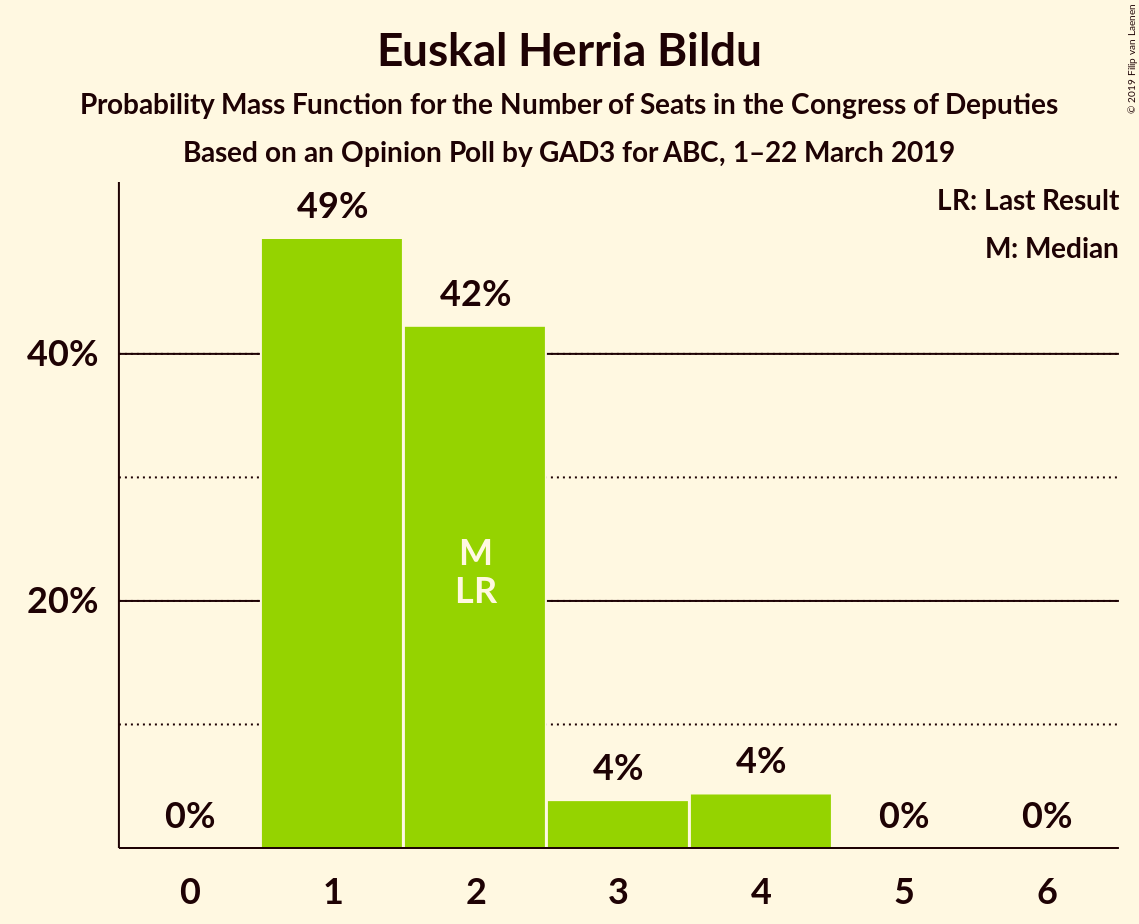 Euskal Herria Bildu
Probability Mass Function for the Number of Seats in the Congress of Deputies
Based on an Opinion Poll by GAD3 for ABC, 1–22 March 2019
© 2019 Filip van Laenen
LR: Last Result
M: Median
49%
42%
40%
M
LR
20%
4%
4%
0%
0%
0%
0
1
2
3
4
5
6